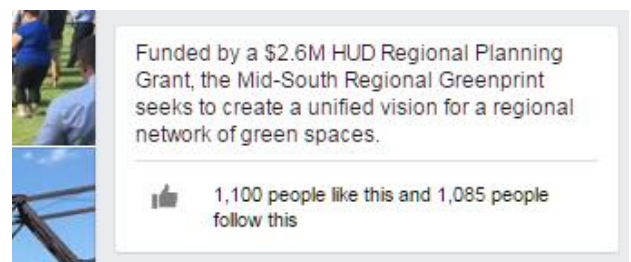 Funded by a $2.6M HUD Regional Planning
Grant, the Mid-South Regional Greenprint
seeks to create a unified vision for a regional
network of green spaces.
1,100 people like this and 1,085 people
follow this